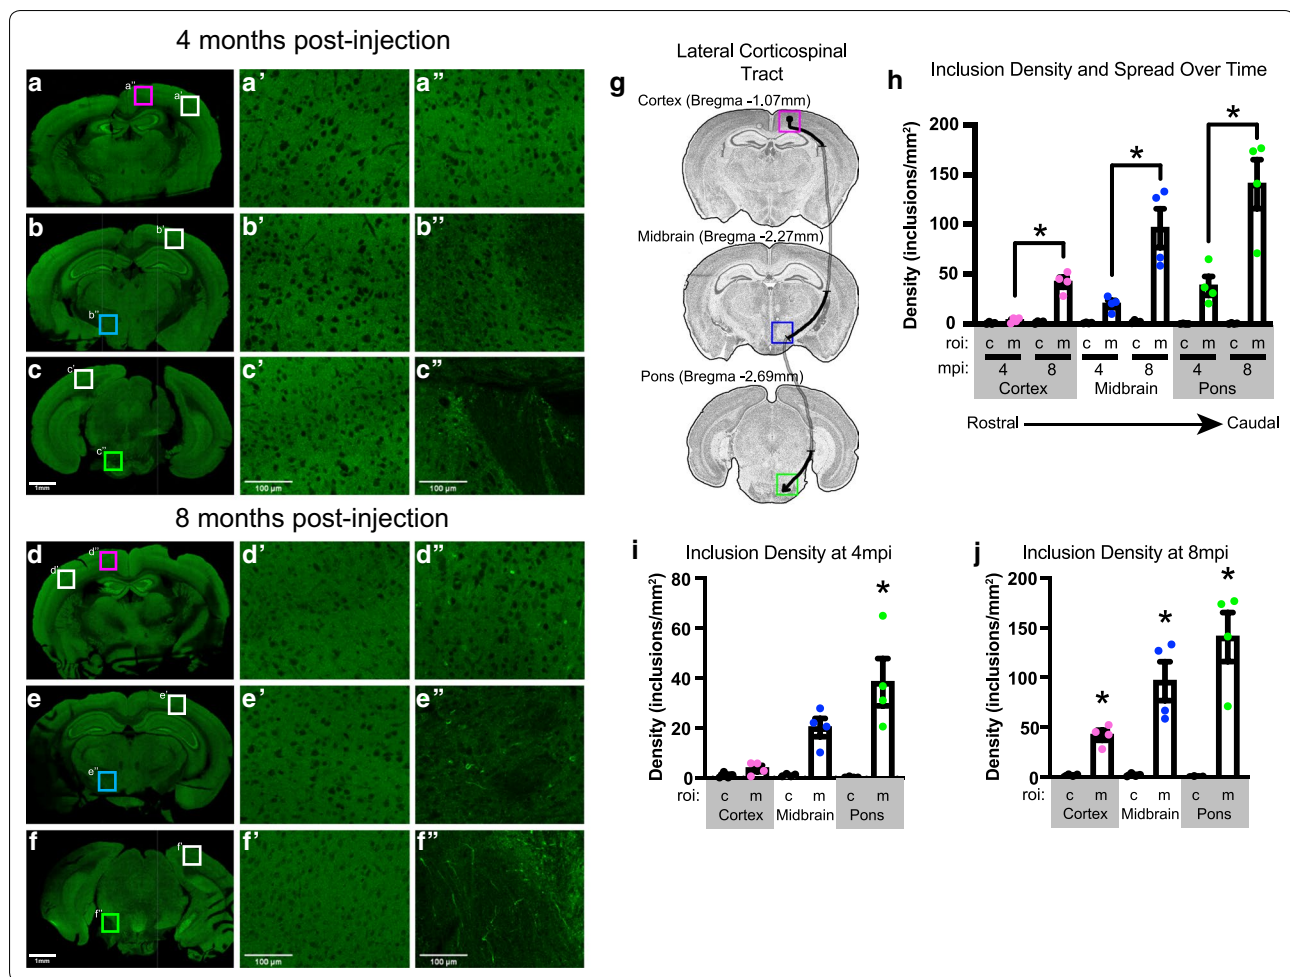 4 months post-injection
a
a''
a'
a'
a''
b
b'
b''
b'
b''
c
c'
c''
1mm
c'
100 µm
c''
100 µm
8 months post-injection
d
d''
d'
d'
d''
e
e'
e''
e'
e''
f
f'
f''
1mm
f'
100 µm
f''
100 µm
g
Lateral Corticospinal
Tract
Cortex (Bregma -1.07mm)
Midbrain (Bregma -2.27mm)
Pons (Bregma -2.69mm)
h
Inclusion Density and Spread Over Time
Density (inclusions/mm²)
200
150
100
50
0
* * *
roi: c m c m c m c m c m c m
mpi: 4 8 4 8 4 8
Cortex Midbrain Pons
Rostral Caudal
i
Inclusion Density at 4mpi
Density (inclusions/mm²)
80
60
40
20
0
*
roi: c m c m c m
Cortex Midbrain Pons
j
Inclusion Density at 8mpi
Density (inclusions/mm²)
200
150
100
50
0
* * *
roi: c m c m c m
Cortex Midbrain Pons